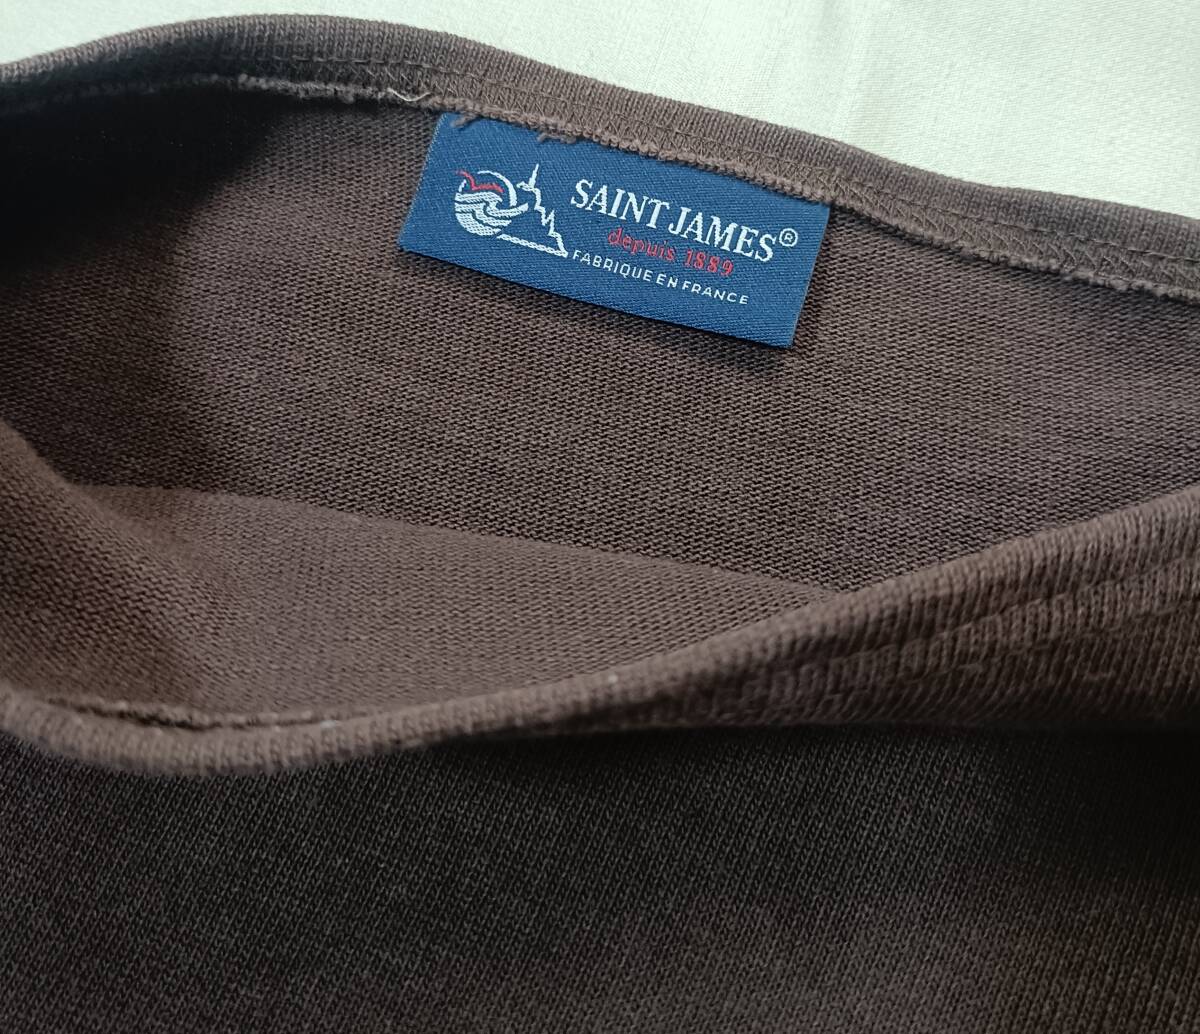 SAINT JAMES®
depuis 1889
FABRIQUE EN FRANCE